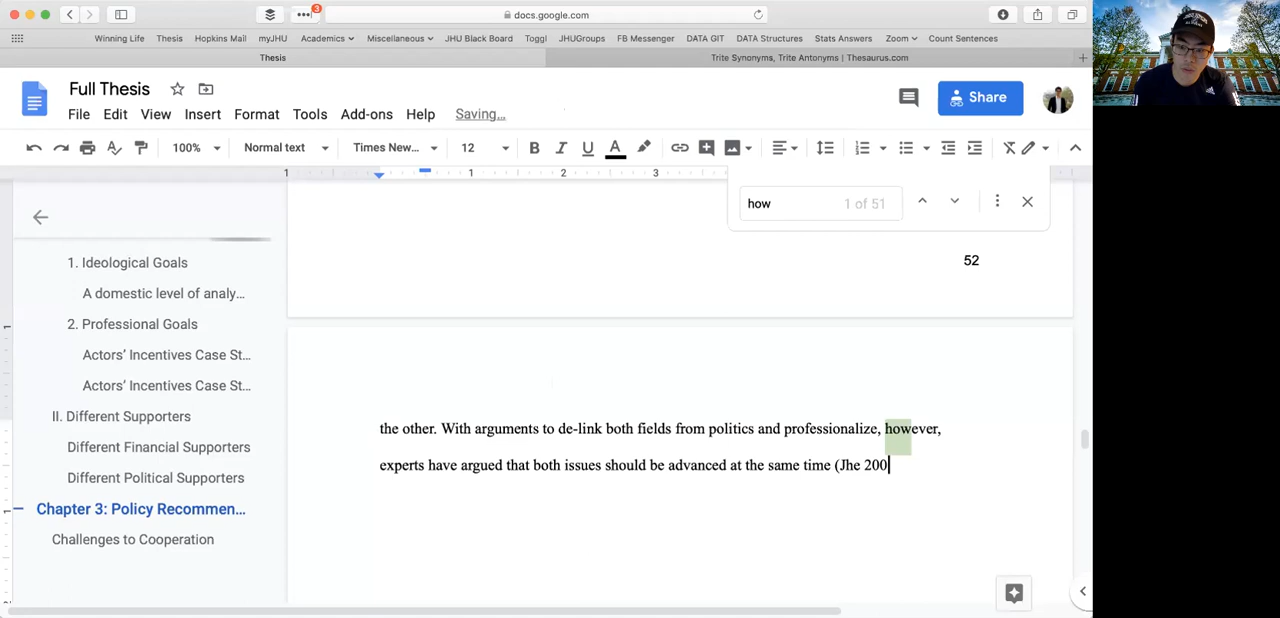 3
docs.google.com
Winning Life Thesis Hopkins Mail myJHU Academics Miscellaneous JHU Black Board Toggl JHUGroups FB Messenger DATA GIT DATA Structures Stats Answers Zoom Count Sentences
Thesis Trite Synonyms, Trite Antonyms | Thesaurus.com
Full Thesis
File Edit View Insert Format Tools Add-ons Help Saving...
Share
100% Normal text Times New... 12 B I U A
1 1 2 3
how 1 of 51
52
1. Ideological Goals
A domestic level of analy...
2. Professional Goals
Actors' Incentives Case St...
Actors' Incentives Case St...
II. Different Supporters
Different Financial Supporters
Different Political Supporters
Chapter 3: Policy Recommen...
Challenges to Cooperation
the other. With arguments to de-link both fields from politics and professionalize, however,
experts have argued that both issues should be advanced at the same time (Jhe 200